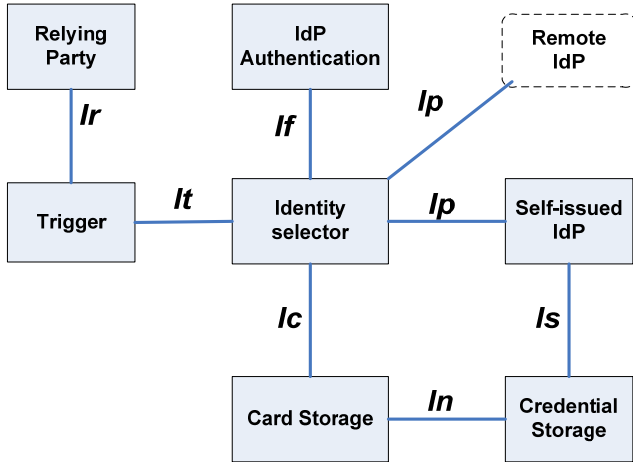 Relying
Party
IdP
Authentication
Remote
IdP
Ir
If
Ip
Trigger
It
Identity
selector
Ip
Self-issued
IdP
Ic
Is
Card Storage
In
Credential
Storage